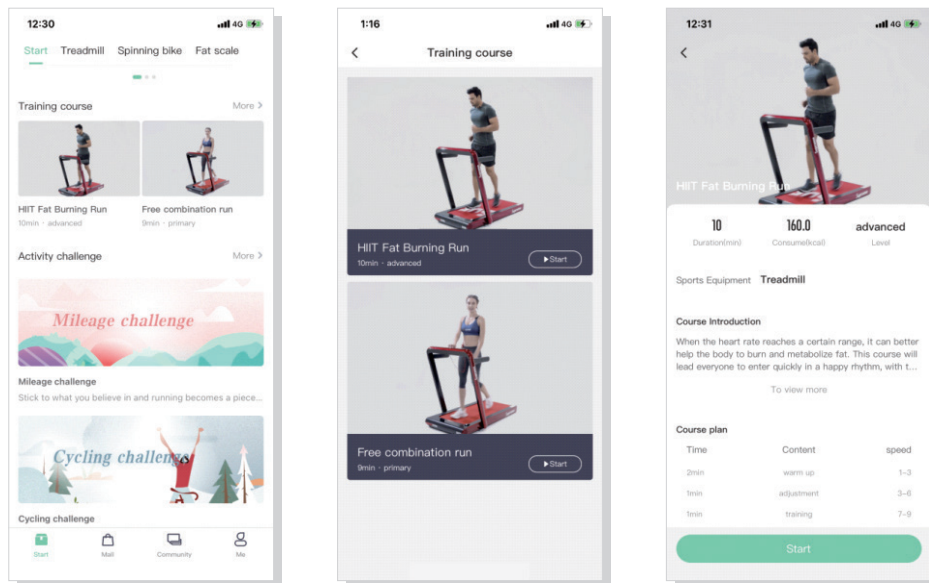 12:30
4G
Start Treadmill Spinning bike Fat scale
Training course More >
HIIT Fat Burning Run Free combination run
10min · advanced 9min · primary
Activity challenge More >
Mileage challenge
Mileage challenge
Stick to what you believe in and running becomes a piece...
Cycling challenge
Cycling challenge
Start Mall Community Me
1:16
4G
Training course
HIIT Fat Burning Run
10min · advanced
Start
Free combination run
9min · primary
Start
12:31
4G
HIIT Fat Burning Run
10 160.0 advanced
Duration(min) Consume(kcal) Level
Sports Equipment Treadmill
Course Introduction
When the heart rate reaches a certain range, it can better
help the body to burn and metabolize fat. This course will
lead everyone to enter quickly in a happy rhythm, with t...
To view more
Course plan
Time Content speed
2min warm up 1-3
1min adjustment 3-6
1min training 7-9
Start